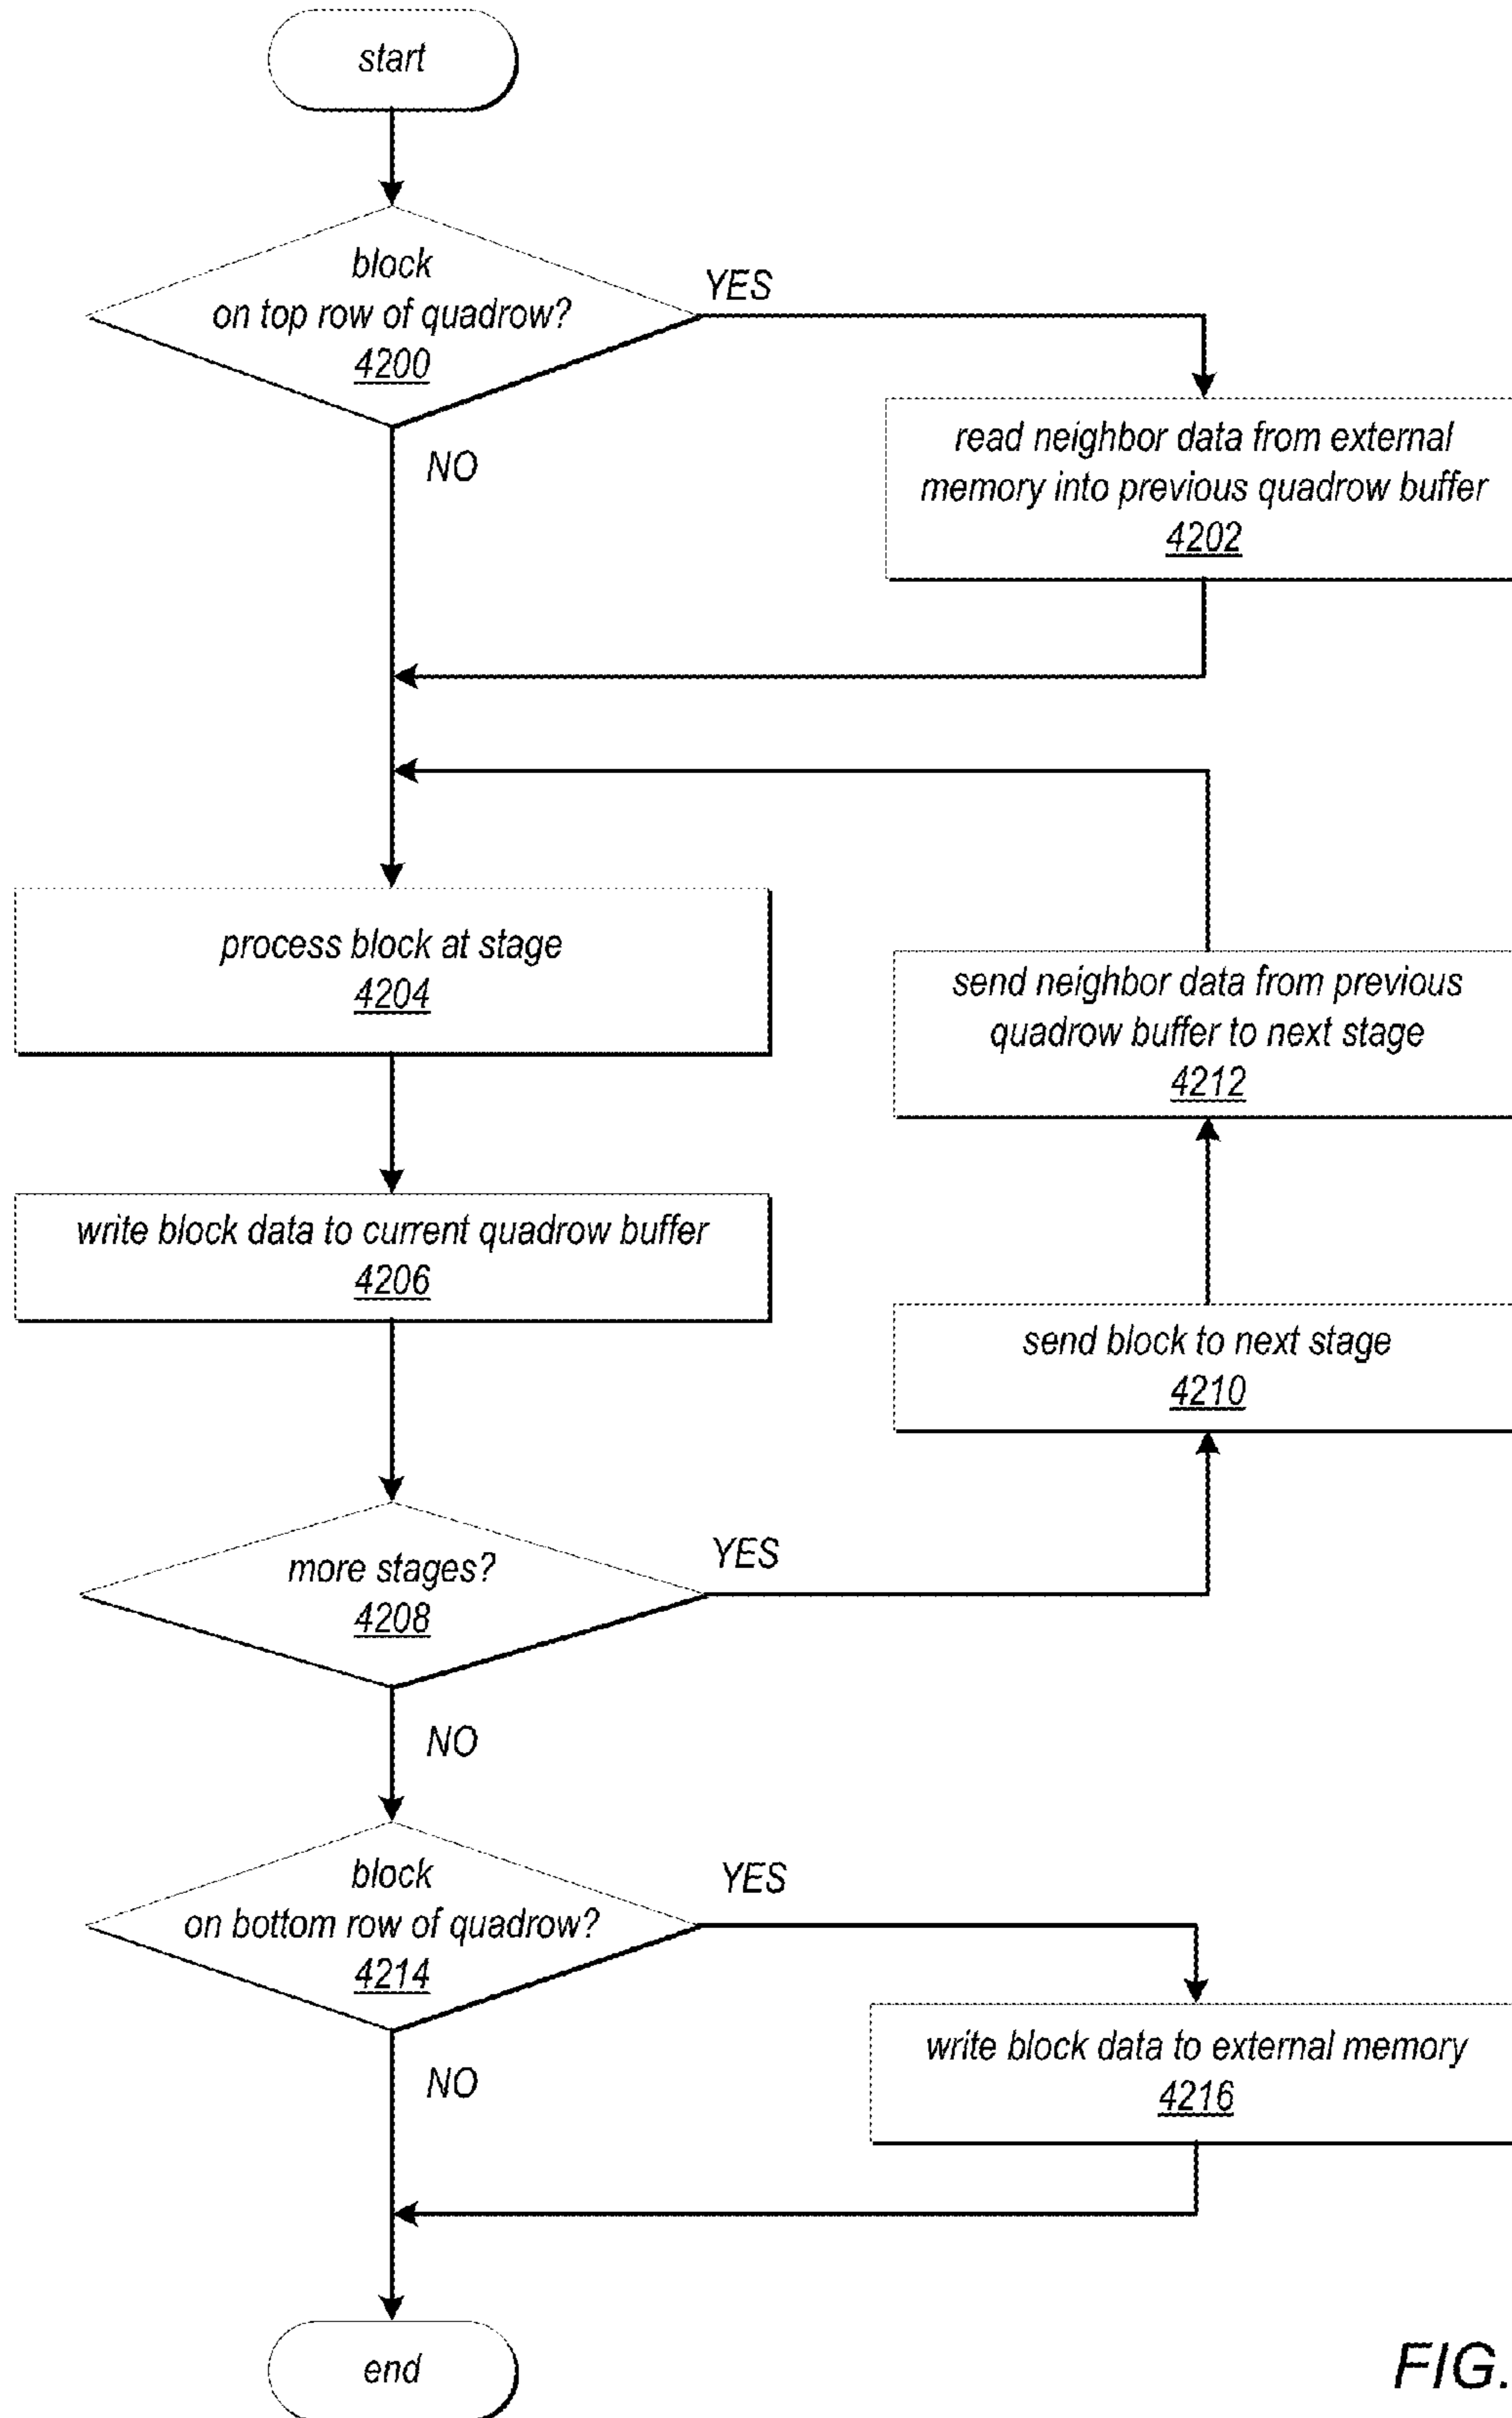 start
block
on top row of quadrow?
4200
YES
NO
read neighbor data from external
memory into previous quadrow buffer
4202
process block at stage
4204
send neighbor data from previous
quadrow buffer to next stage
4212
write block data to current quadrow buffer
4206
send block to next stage
4210
more stages?
4208
YES
NO
block
on bottom row of quadrow?
4214
YES
NO
write block data to external memory
4216
end
FIG.